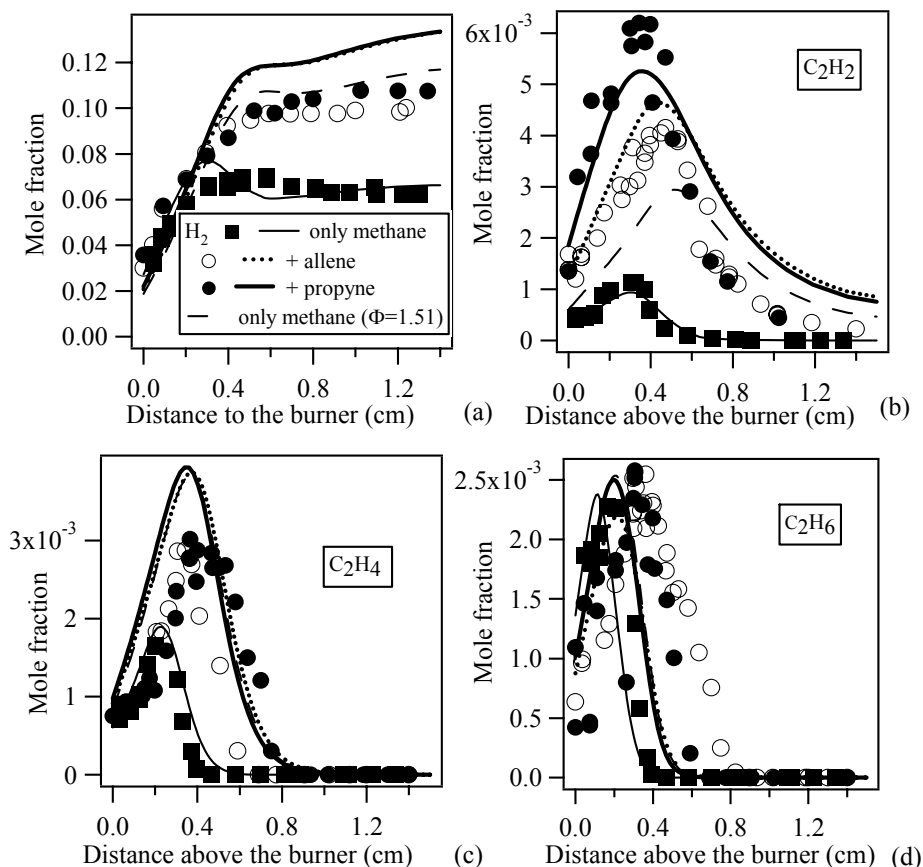 0.12
0.10
0.08
0.06
0.04
0.02
0.00
Mole fraction
H2
only methane
+ allene
+ propyne
only methane (Φ=1.51)
0.0 0.4 0.8 1.2
Distance to the burner (cm)
(a)
6x10-3
5
4
3
2
1
0
Mole fraction
C2H2
0.0 0.4 0.8 1.2
Distance above the burner (cm)
(b)
3x10-3
2
1
0
Mole fraction
C2H4
0.0 0.4 0.8 1.2
Distance above the burner (cm)
(c)
2.5x10-3
2.0
1.5
1.0
0.5
0.0
Mole fraction
C2H6
0.0 0.4 0.8 1.2
Distance above the burner (cm)
(d)